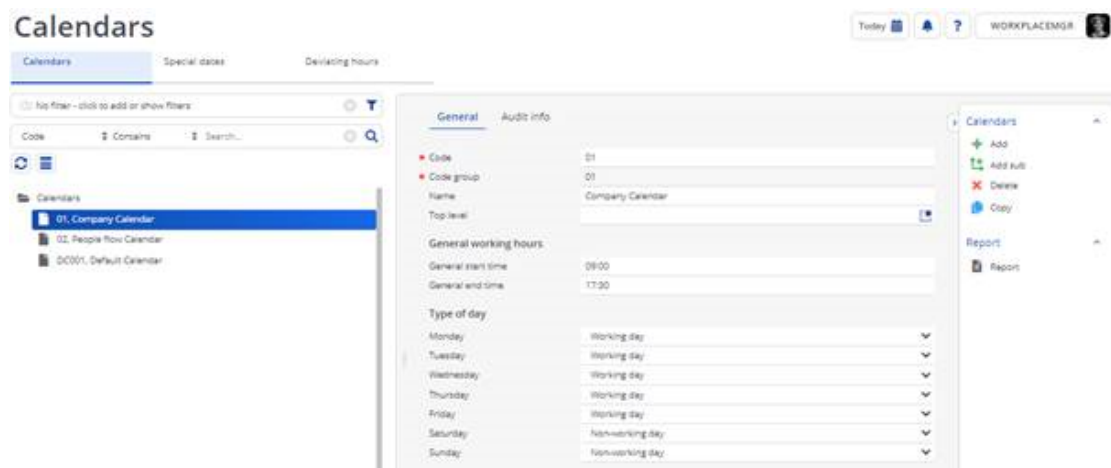 Calendars
Today
?
WORKPLACEMGR
Calendars
Special dates
Deviating hours
No filter - click to add or show filters
Code
Contains
Search...
Calendars
01, Company Calendar
02, People flow Calendar
DC001, Default Calendar
General
Audit info
Code
01
Code group
01
Name
Company Calendar
Top level
General working hours
General start time
09:00
General end time
17:30
Type of day
Monday
Working day
Tuesday
Working day
Wednesday
Working day
Thursday
Working day
Friday
Working day
Saturday
Non-working day
Sunday
Non-working day
Calendars
Add
Add sub
Delete
Copy
Report
Report